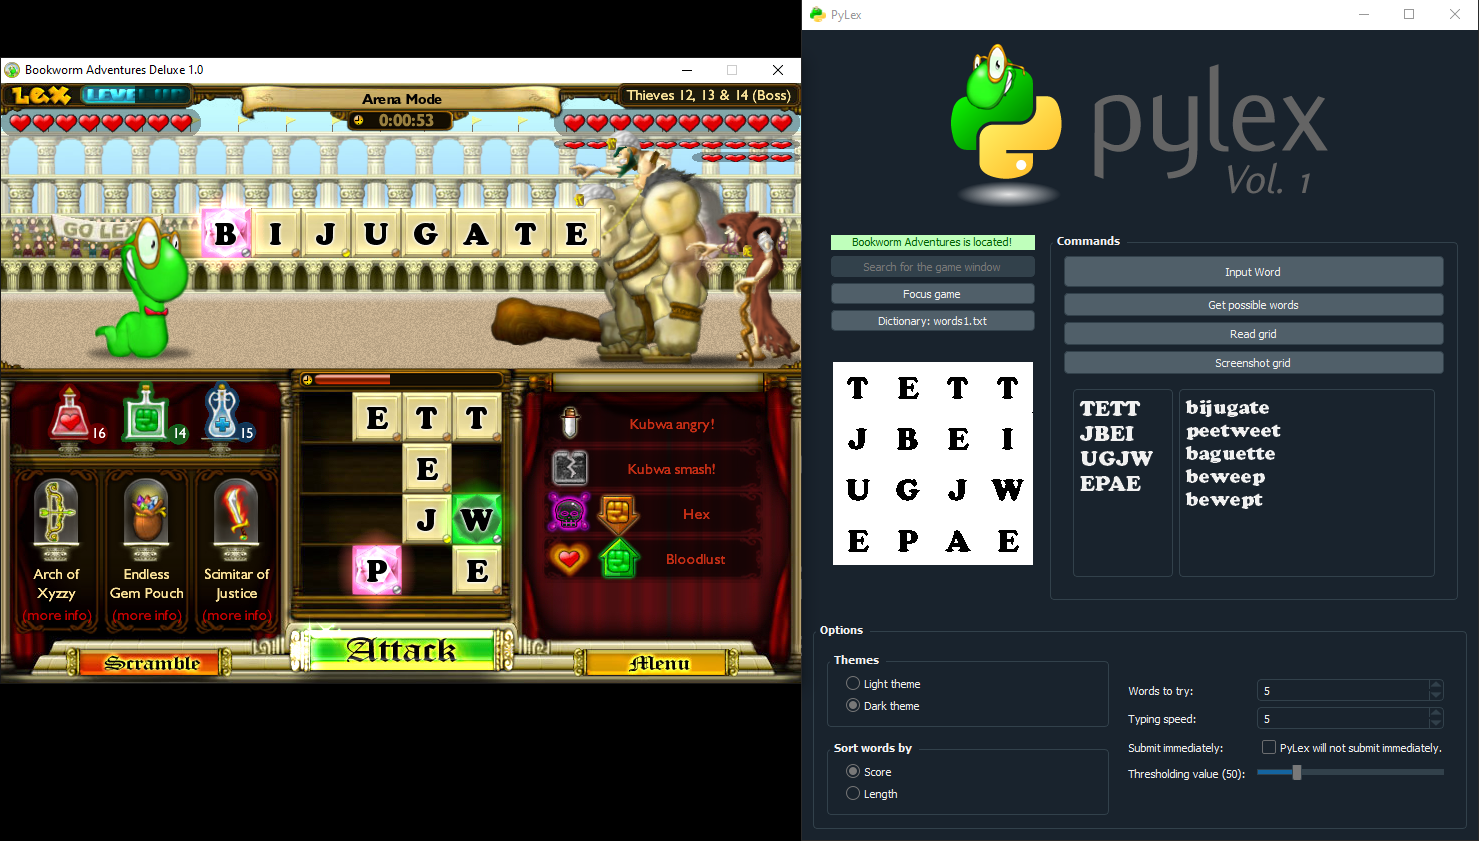 Bookworm Adventures Deluxe 1.0
LEX
LEVEL UP
Arena Mode
Thieves 12, 13 & 14 (Boss)
0:00:53
GO LEX
B I J U G A T E
16
14
15
Arch of
Xyzzy
(more info)
Endless
Gem Pouch
(more info)
Scimitar of
Justice
(more info)
E T T
E
J W
P E
Kubwa angry!
Kubwa smash!
Hex
Bloodlust
Scramble
Attack
Menu
PyLex
pylex
Vol. 1
Bookworm Adventures is located!
Search for the game window
Focus game
Dictionary: words1.txt
T E T T
J B E I
U G J W
E P A E
Commands
Input Word
Get possible words
Read grid
Screenshot grid
TETT
JBEI
UGJW
EPAE
bijugate
peetweet
baguette
beweep
bewept
Options
Themes
Light theme
Dark theme
Sort words by
Score
Length
Words to try: 5
Typing speed: 5
Submit immediately: PyLex will not submit immediately.
Thresholding value (50):